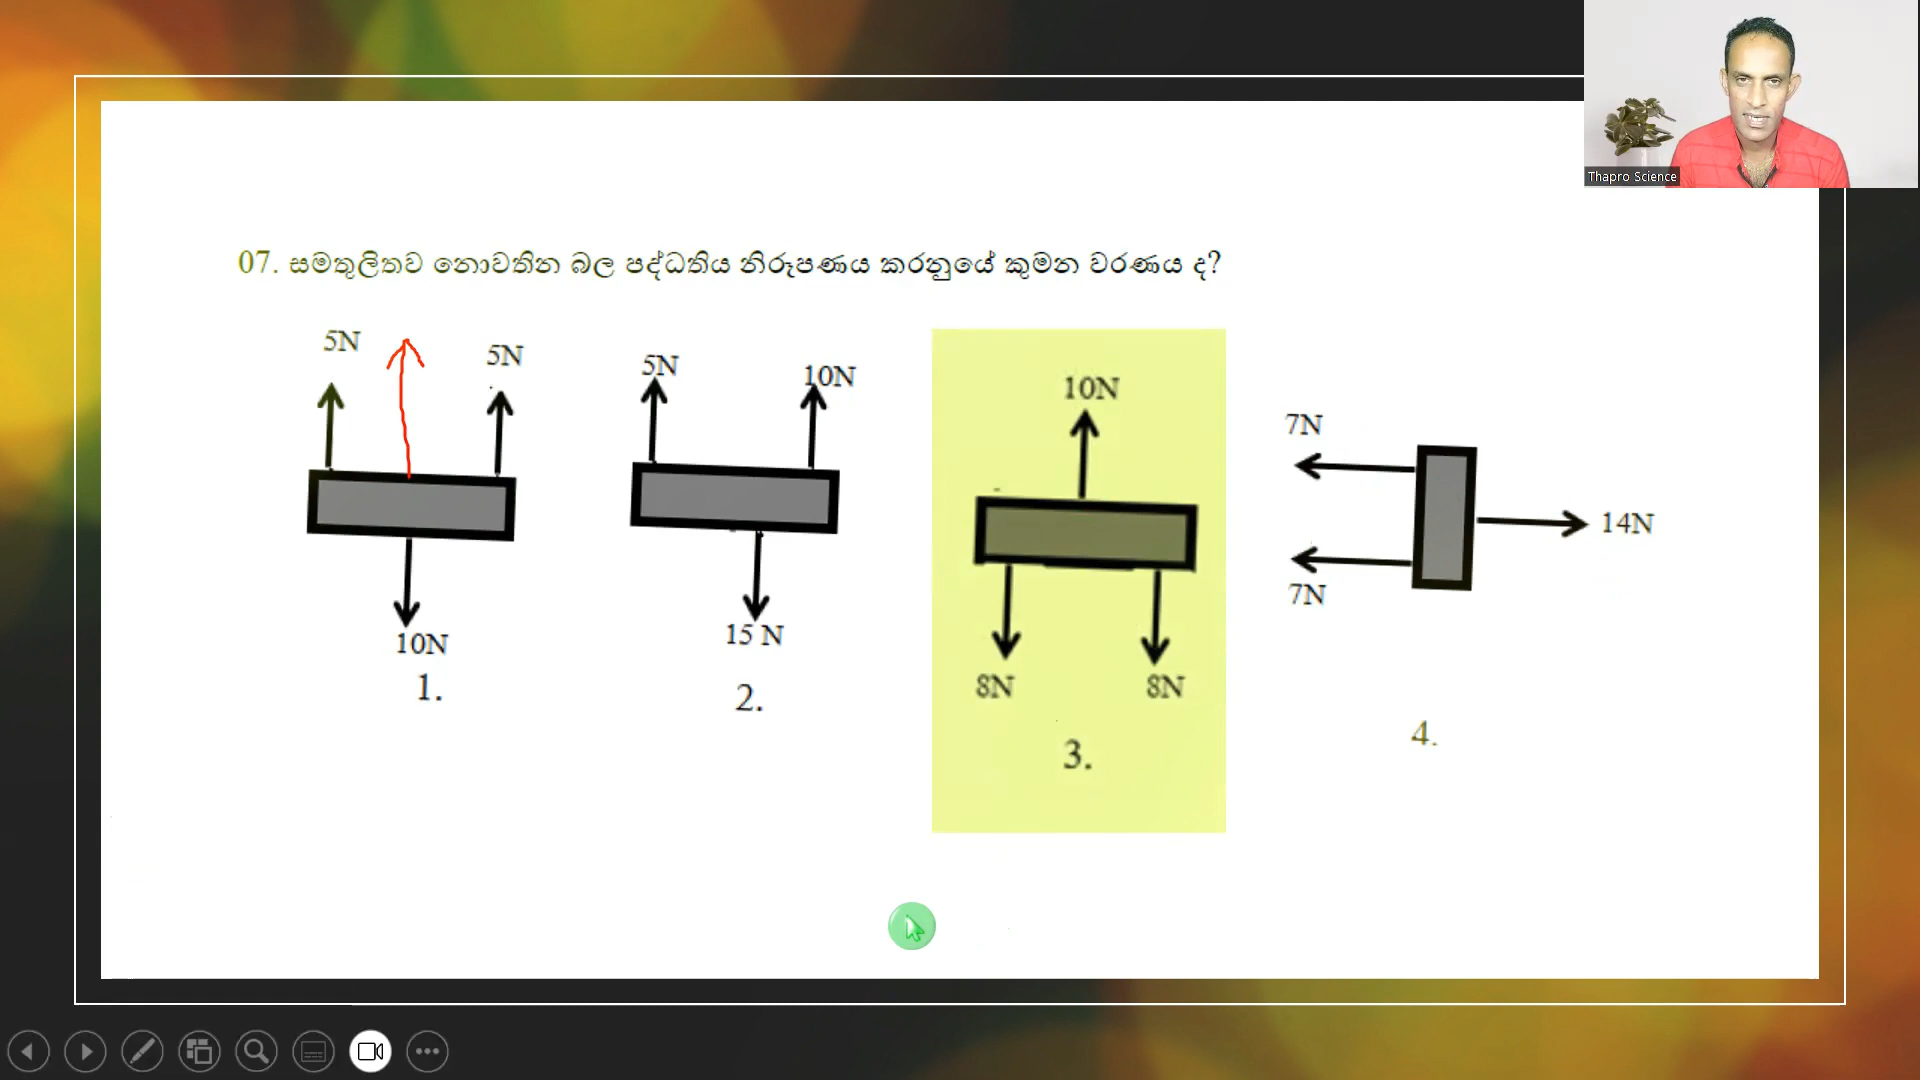 Thapro Science
07. සමතුලිතව නොවතින බල පද්ධතිය නිරූපණය කරනුයේ කුමන වරණය ද?
5N
5N
10N
1.
5N
10N
15 N
2.
10N
8N
8N
3.
7N
14N
7N
4.